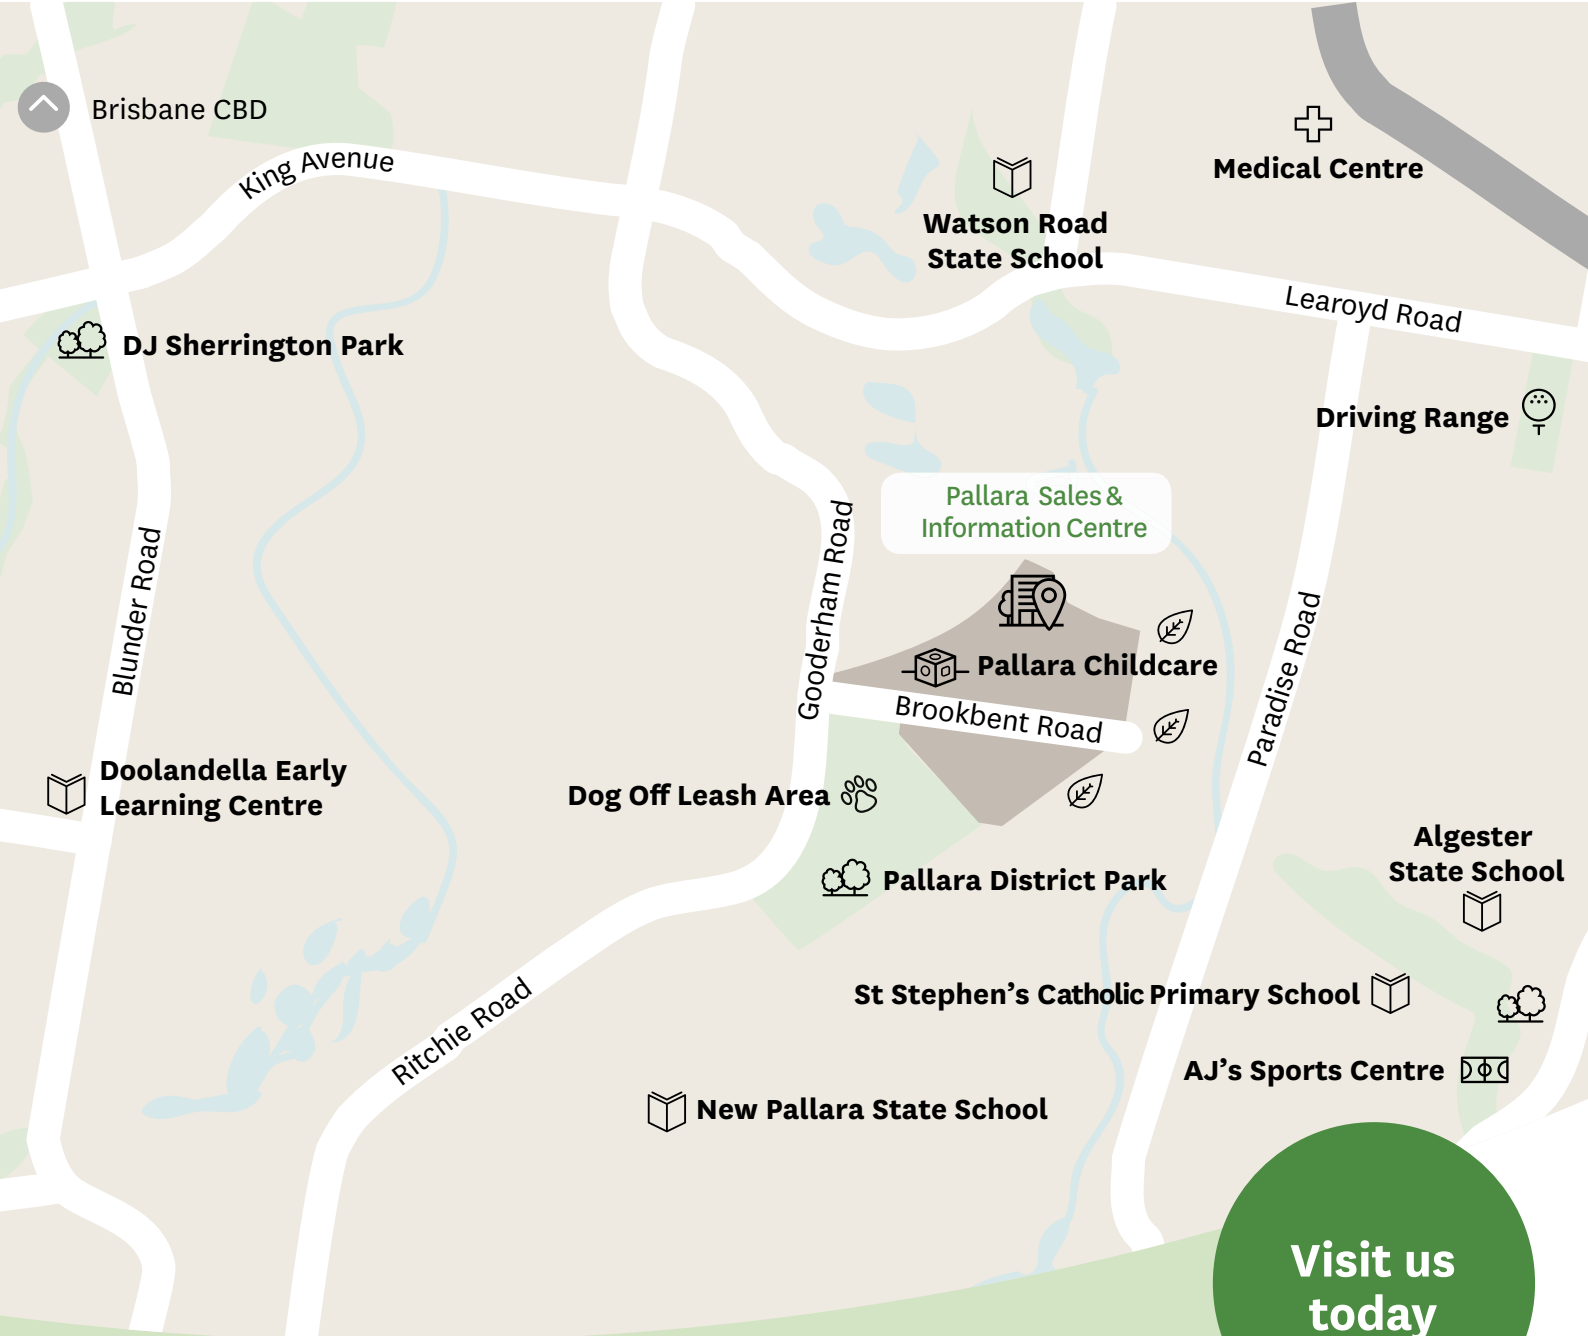 Brisbane CBD
King Avenue
Watson Road
State School
Medical Centre
Learoyd Road
DJ Sherrington Park
Driving Range
Pallara Sales &
Information Centre
Blunder Road
Gooderham Road
Pallara Childcare
Brookbent Road
Paradise Road
Doolandella Early
Learning Centre
Dog Off Leash Area
Algester
State School
Pallara District Park
St Stephen’s Catholic Primary School
Ritchie Road
AJ’s Sports Centre
New Pallara State School
Visit us
today